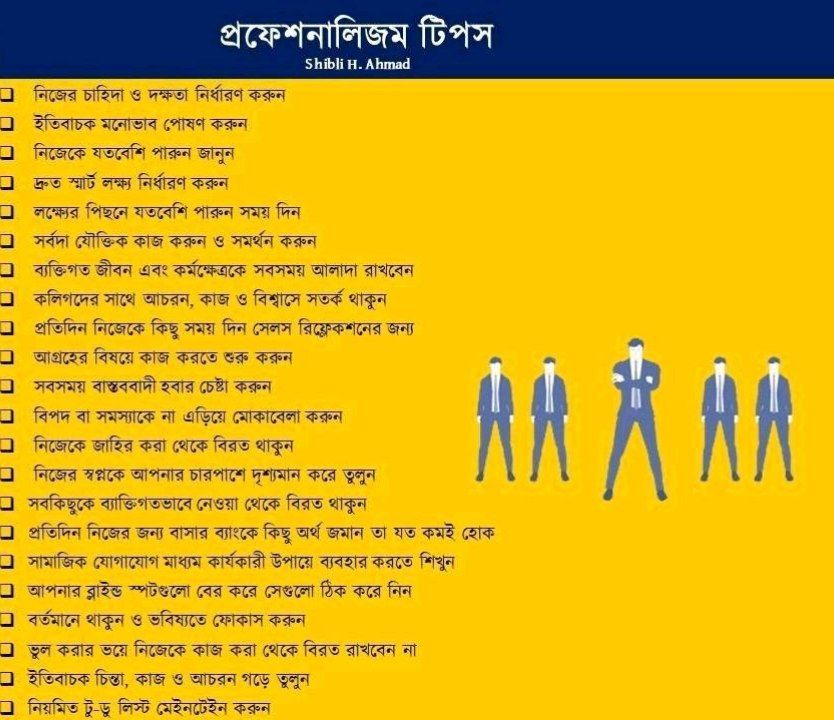 প্রফেশনালিজম টিপস
Shibli H. Ahmad
নিজের চাহিদা ও দক্ষতা নির্ধারণ করুন
ইতিবাচক মনোভাব পোষণ করুন
নিজেকে যতবেশি পারুন জানুন
দ্রুত স্মার্ট লক্ষ্য নির্ধারণ করুন
লক্ষ্যের পিছনে যতবেশি পারুন সময় দিন
সর্বদা যৌক্তিক কাজ করুন ও সমর্থন করুন
ব্যক্তিগত জীবন এবং কর্মক্ষেত্রকে সবসময় আলাদা রাখবেন
কলিগদের সাথে আচরন, কাজ ও বিশ্বাসে সতর্ক থাকুন
প্রতিদিন নিজেকে কিছু সময় দিন সেলস রিফ্লেকশনের জন্য
আগ্রহের বিষয়ে কাজ করতে শুরু করুন
সবসময় বাস্তববাদী হবার চেষ্টা করুন
বিপদ বা সমস্যাকে না এড়িয়ে মোকাবেলা করুন
নিজেকে জাহির করা থেকে বিরত থাকুন
নিজের স্বপ্নকে আপনার চারপাশে দৃশ্যমান করে তুলুন
সবকিছুকে ব্যাক্তিগতভাবে নেওয়া থেকে বিরত থাকুন
প্রতিদিন নিজের জন্য বাসার ব্যাংকে কিছু অর্থ জমান তা যত কমই হোক
সামাজিক যোগাযোগ মাধ্যম কার্যকারী উপায়ে ব্যবহার করতে শিখুন
আপনার ব্লাইন্ড স্পটগুলো বের করে সেগুলো ঠিক করে নিন
বর্তমানে থাকুন ও ভবিষ্যতে ফোকাস করুন
ভুল করার ভয়ে নিজেকে কাজ করা থেকে বিরত রাখবেন না
ইতিবাচক চিন্তা, কাজ ও আচরন গড়ে তুলুন
নিয়মিত টু-ডু লিস্ট মেইনটেইন করুন